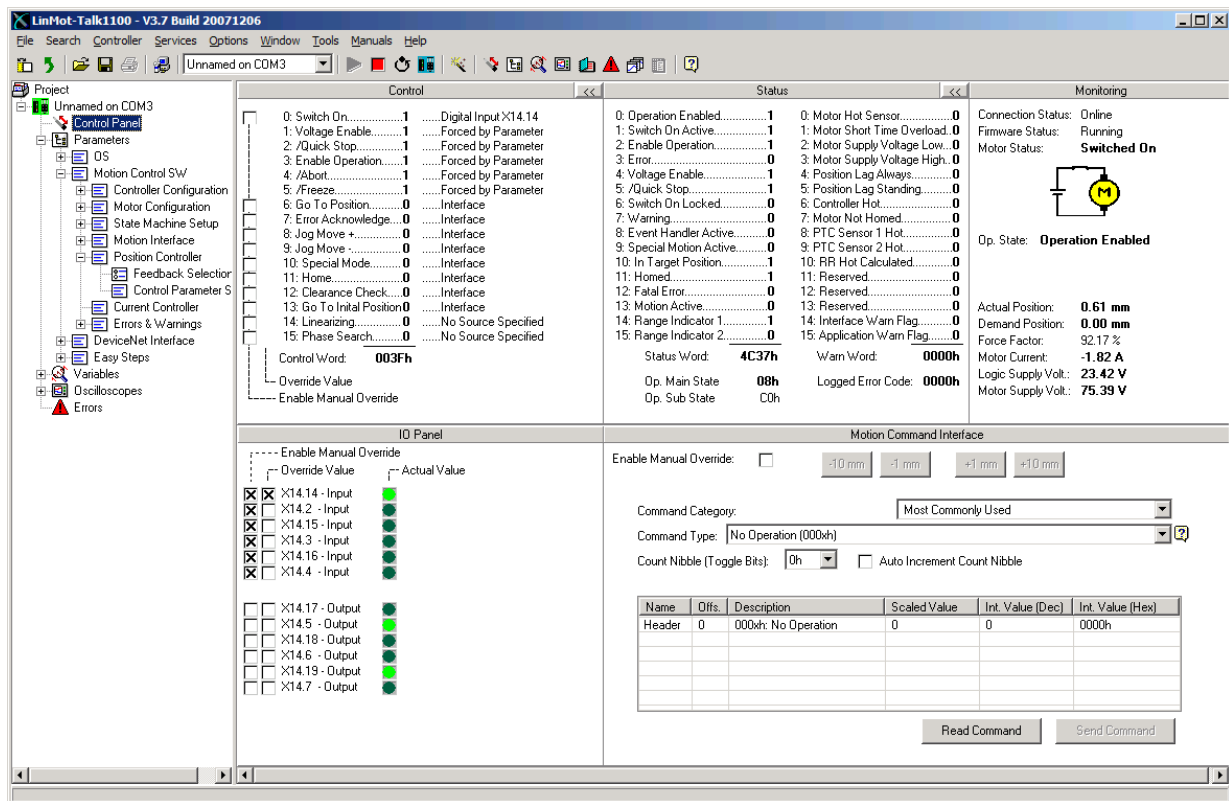 LinMot-Talk1100 - V3.7 Build 20071206
File Search Controller Services Options Window Tools Manuals Help
Unnamed on COM3
Project
Unnamed on COM3
Control Panel
Parameters
OS
Motion Control SW
Controller Configuration
Motor Configuration
State Machine Setup
Motion Interface
Position Controller
Feedback Selection
Control Parameter S
Current Controller
Errors & Warnings
DeviceNet Interface
Easy Steps
Variables
Oscilloscopes
Errors
Control <<
0: Switch On...............1 .....Digital Input X14.14
1: Voltage Enable.........1 ......Forced by Parameter
2: /Quick Stop..............1 ......Forced by Parameter
3: Enable Operation......1 ......Forced by Parameter
4: /Abort.....................1 ......Forced by Parameter
5: /Freeze...................1 ......Forced by Parameter
6: Go To Position.........0 ......Interface
7: Error Acknowledge....0 ......Interface
8: Jog Move +.............0 ......Interface
9: Jog Move -..............0 ......Interface
10: Special Mode..........0 ......Interface
11: Home...................0 ......Interface
12: Clearance Check.....0 ......Interface
13: Go To Inital Position 0 ......Interface
14: Linearizing..............0 ......No Source Specified
15: Phase Search.........0 ......No Source Specified
Control Word: 003Fh
Override Value
Enable Manual Override
Status <<
0: Operation Enabled........1
1: Switch On Active..........1
2: Enable Operation..........1
3: Error..........................0
4: Voltage Enable............1
5: /Quick Stop.................1
6: Switch On Locked........0
7: Warning.....................0
8: Event Handler Active....0
9: Special Motion Active...0
10: In Target Position.......1
11: Homed.....................1
12: Fatal Error.................0
13: Motion Active............0
14: Range Indicator 1.......1
15: Range Indicator 2.......0
Status Word: 4C37h
Op. Main State 08h
Op. Sub State C0h
0: Motor Hot Sensor..........0
1: Motor Short Time Overload..0
2: Motor Supply Voltage Low...0
3: Motor Supply Voltage High..0
4: Position Lag Always.......0
5: Position Lag Standing.....0
6: Controller Hot...............0
7: Motor Not Homed..........0
8: PTC Sensor 1 Hot.........0
9: PTC Sensor 2 Hot.........0
10: RR Hot Calculated.......0
11: Reserved..................0
12: Reserved..................0
13: Reserved..................0
14: Interface Warn Flag.....0
15: Application Warn Flag...0
Warn Word: 0000h
Logged Error Code: 0000h
Monitoring
Connection Status: Online
Firmware Status: Running
Motor Status: Switched On
M
Op. State: Operation Enabled
Actual Position: 0.61 mm
Demand Position: 0.00 mm
Force Factor: 92.17 %
Motor Current: -1.82 A
Logic Supply Volt.: 23.42 V
Motor Supply Volt.: 75.39 V
IO Panel
Enable Manual Override
Override Value Actual Value
X14.14 - Input
X14.2 - Input
X14.15 - Input
X14.3 - Input
X14.16 - Input
X14.4 - Input
X14.17 - Output
X14.5 - Output
X14.18 - Output
X14.6 - Output
X14.19 - Output
X14.7 - Output
Motion Command Interface
Enable Manual Override: -10 mm -1 mm +1 mm +10 mm
Command Category: Most Commonly Used
Command Type: No Operation (000xh)
Count Nibble (Toggle Bits): 0h Auto Increment Count Nibble
Name Offs. Description Scaled Value Int. Value (Dec) Int. Value (Hex)
Header 0 000xh: No Operation 0 0 0000h
Read Command Send Command